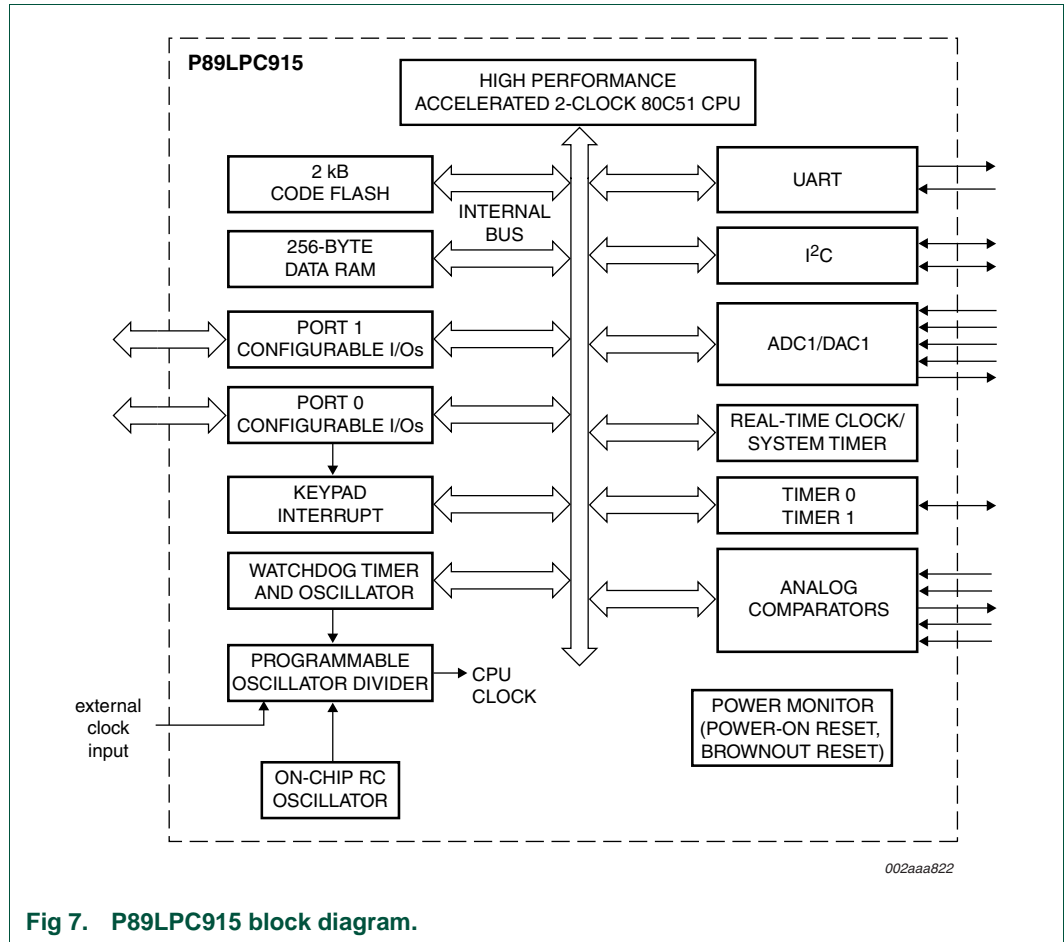 P89LPC915
HIGH PERFORMANCE
ACCELERATED 2-CLOCK 80C51 CPU
2 kB
CODE FLASH
INTERNAL
BUS
256-BYTE
DATA RAM
PORT 1
CONFIGURABLE I/Os
PORT 0
CONFIGURABLE I/Os
KEYPAD
INTERRUPT
WATCHDOG TIMER
AND OSCILLATOR
PROGRAMMABLE
OSCILLATOR DIVIDER
CPU
CLOCK
external
clock
input
ON-CHIP RC
OSCILLATOR
UART
I²C
ADC1/DAC1
REAL-TIME CLOCK/
SYSTEM TIMER
TIMER 0
TIMER 1
ANALOG
COMPARATORS
POWER MONITOR
(POWER-ON RESET,
BROWNOUT RESET)
002aaa822
Fig 7. P89LPC915 block diagram.